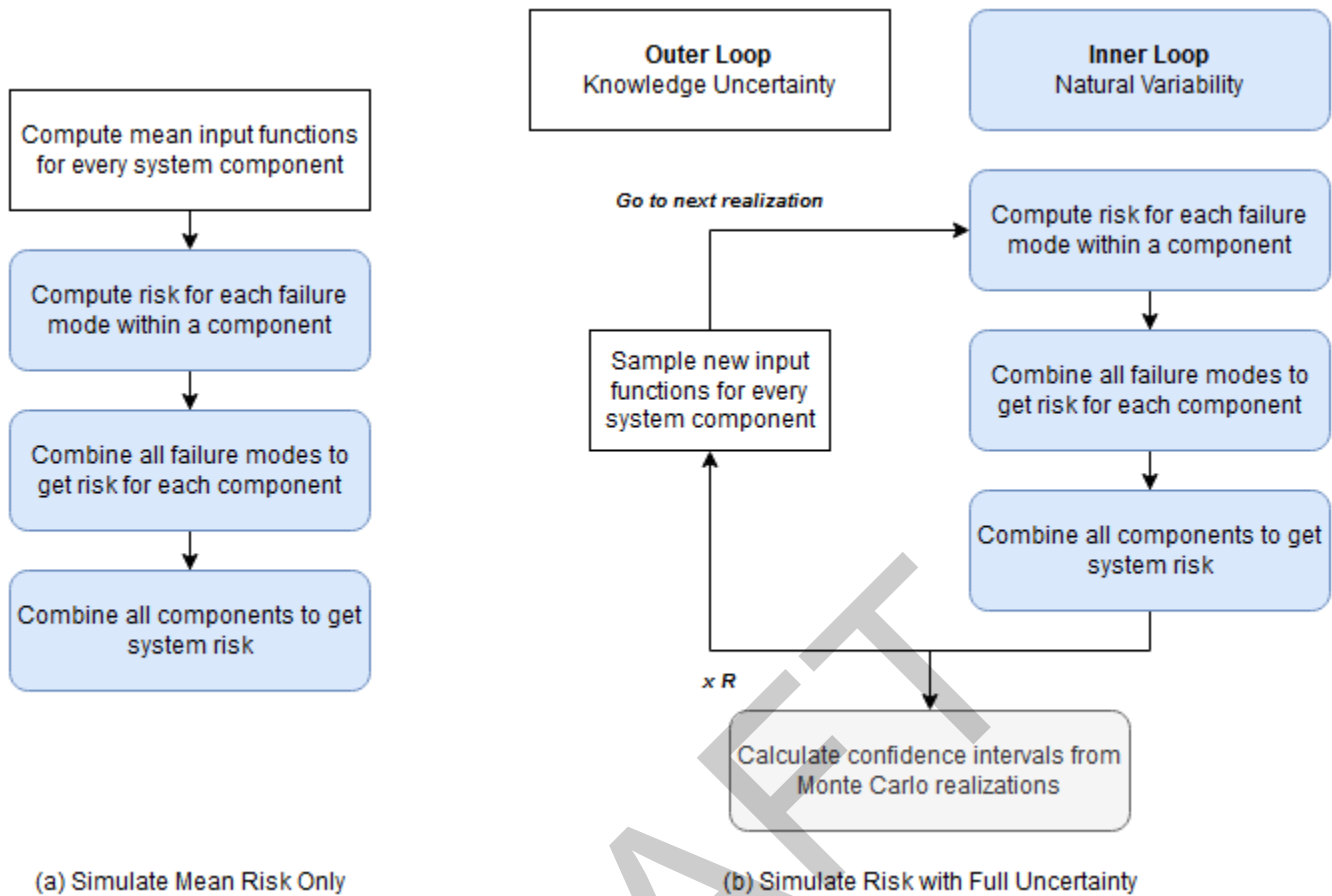 Compute mean input functions
for every system component
Compute risk for each failure
mode within a component
Combine all failure modes to
get risk for each component
Combine all components to get
system risk
(a) Simulate Mean Risk Only
Outer Loop
Knowledge Uncertainty
Inner Loop
Natural Variability
Go to next realization
Compute risk for each failure
mode within a component
Sample new input
functions for every
system component
Combine all failure modes to
get risk for each component
Combine all components to get
system risk
x R
Calculate confidence intervals from
Monte Carlo realizations
(b) Simulate Risk with Full Uncertainty
AFT